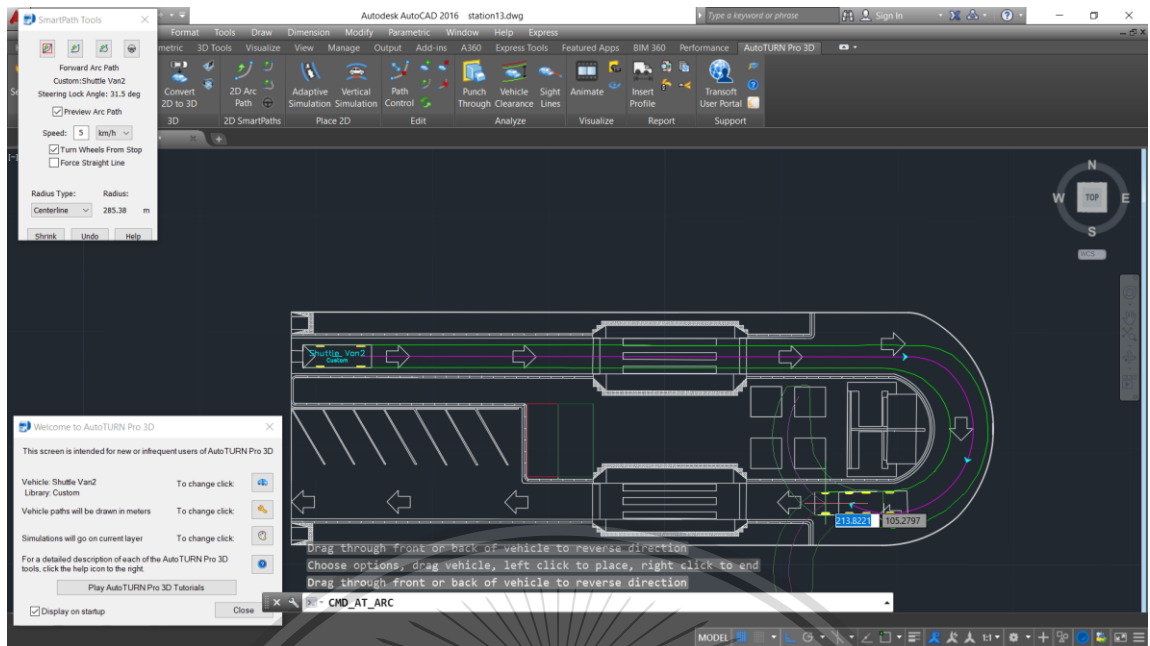 SmartPath Tools
Forward Arc Path
Custom:Shuttle Van2
Steering Lock Angle: 31.5 deg
Preview Arc Path
Speed: 5 km/h
Turn Wheels From Stop
Force Straight Line
Radius Type: Radius:
Centerline 285.38 m
Shrink Undo Help
Autodesk AutoCAD 2016 station13.dwg
Type a keyword or phrase
Sign In
Format Tools Draw Dimension Modify Parametric Window Help Express
metric 3D Tools Visualize View Manage Output Add-ins A360 Express Tools Featured Apps BIM 360 Performance AutoTURN Pro 3D
Convert 2D to 3D
2D Arc Path
Adaptive Simulation
Vertical Simulation
Path Control
Punch Through
Vehicle Clearance
Sight Lines
Animate
Insert Profile
Transoft User Portal
3D 2D SmartPaths Place 2D Edit Analyze Visualize Report Support
N
W TOP E
S
WCS
Shuttle Van2
Custom
213.8221 105.2797
Welcome to AutoTURN Pro 3D
This screen is intended for new or infrequent users of AutoTURN Pro 3D
Vehicle: Shuttle Van2 To change click:
Library: Custom
Vehicle paths will be drawn in meters To change click:
Simulations will go on current layer To change click:
For a detailed description of each of the AutoTURN Pro 3D
tools, click the help icon to the right.
Play AutoTURN Pro 3D Tutorials
Display on startup Close
Drag through front or back of vehicle to reverse direction
Choose options, drag vehicle, left click to place, right click to end
Drag through front or back of vehicle to reverse direction
CMD_AT_ARC
MODEL 1:1